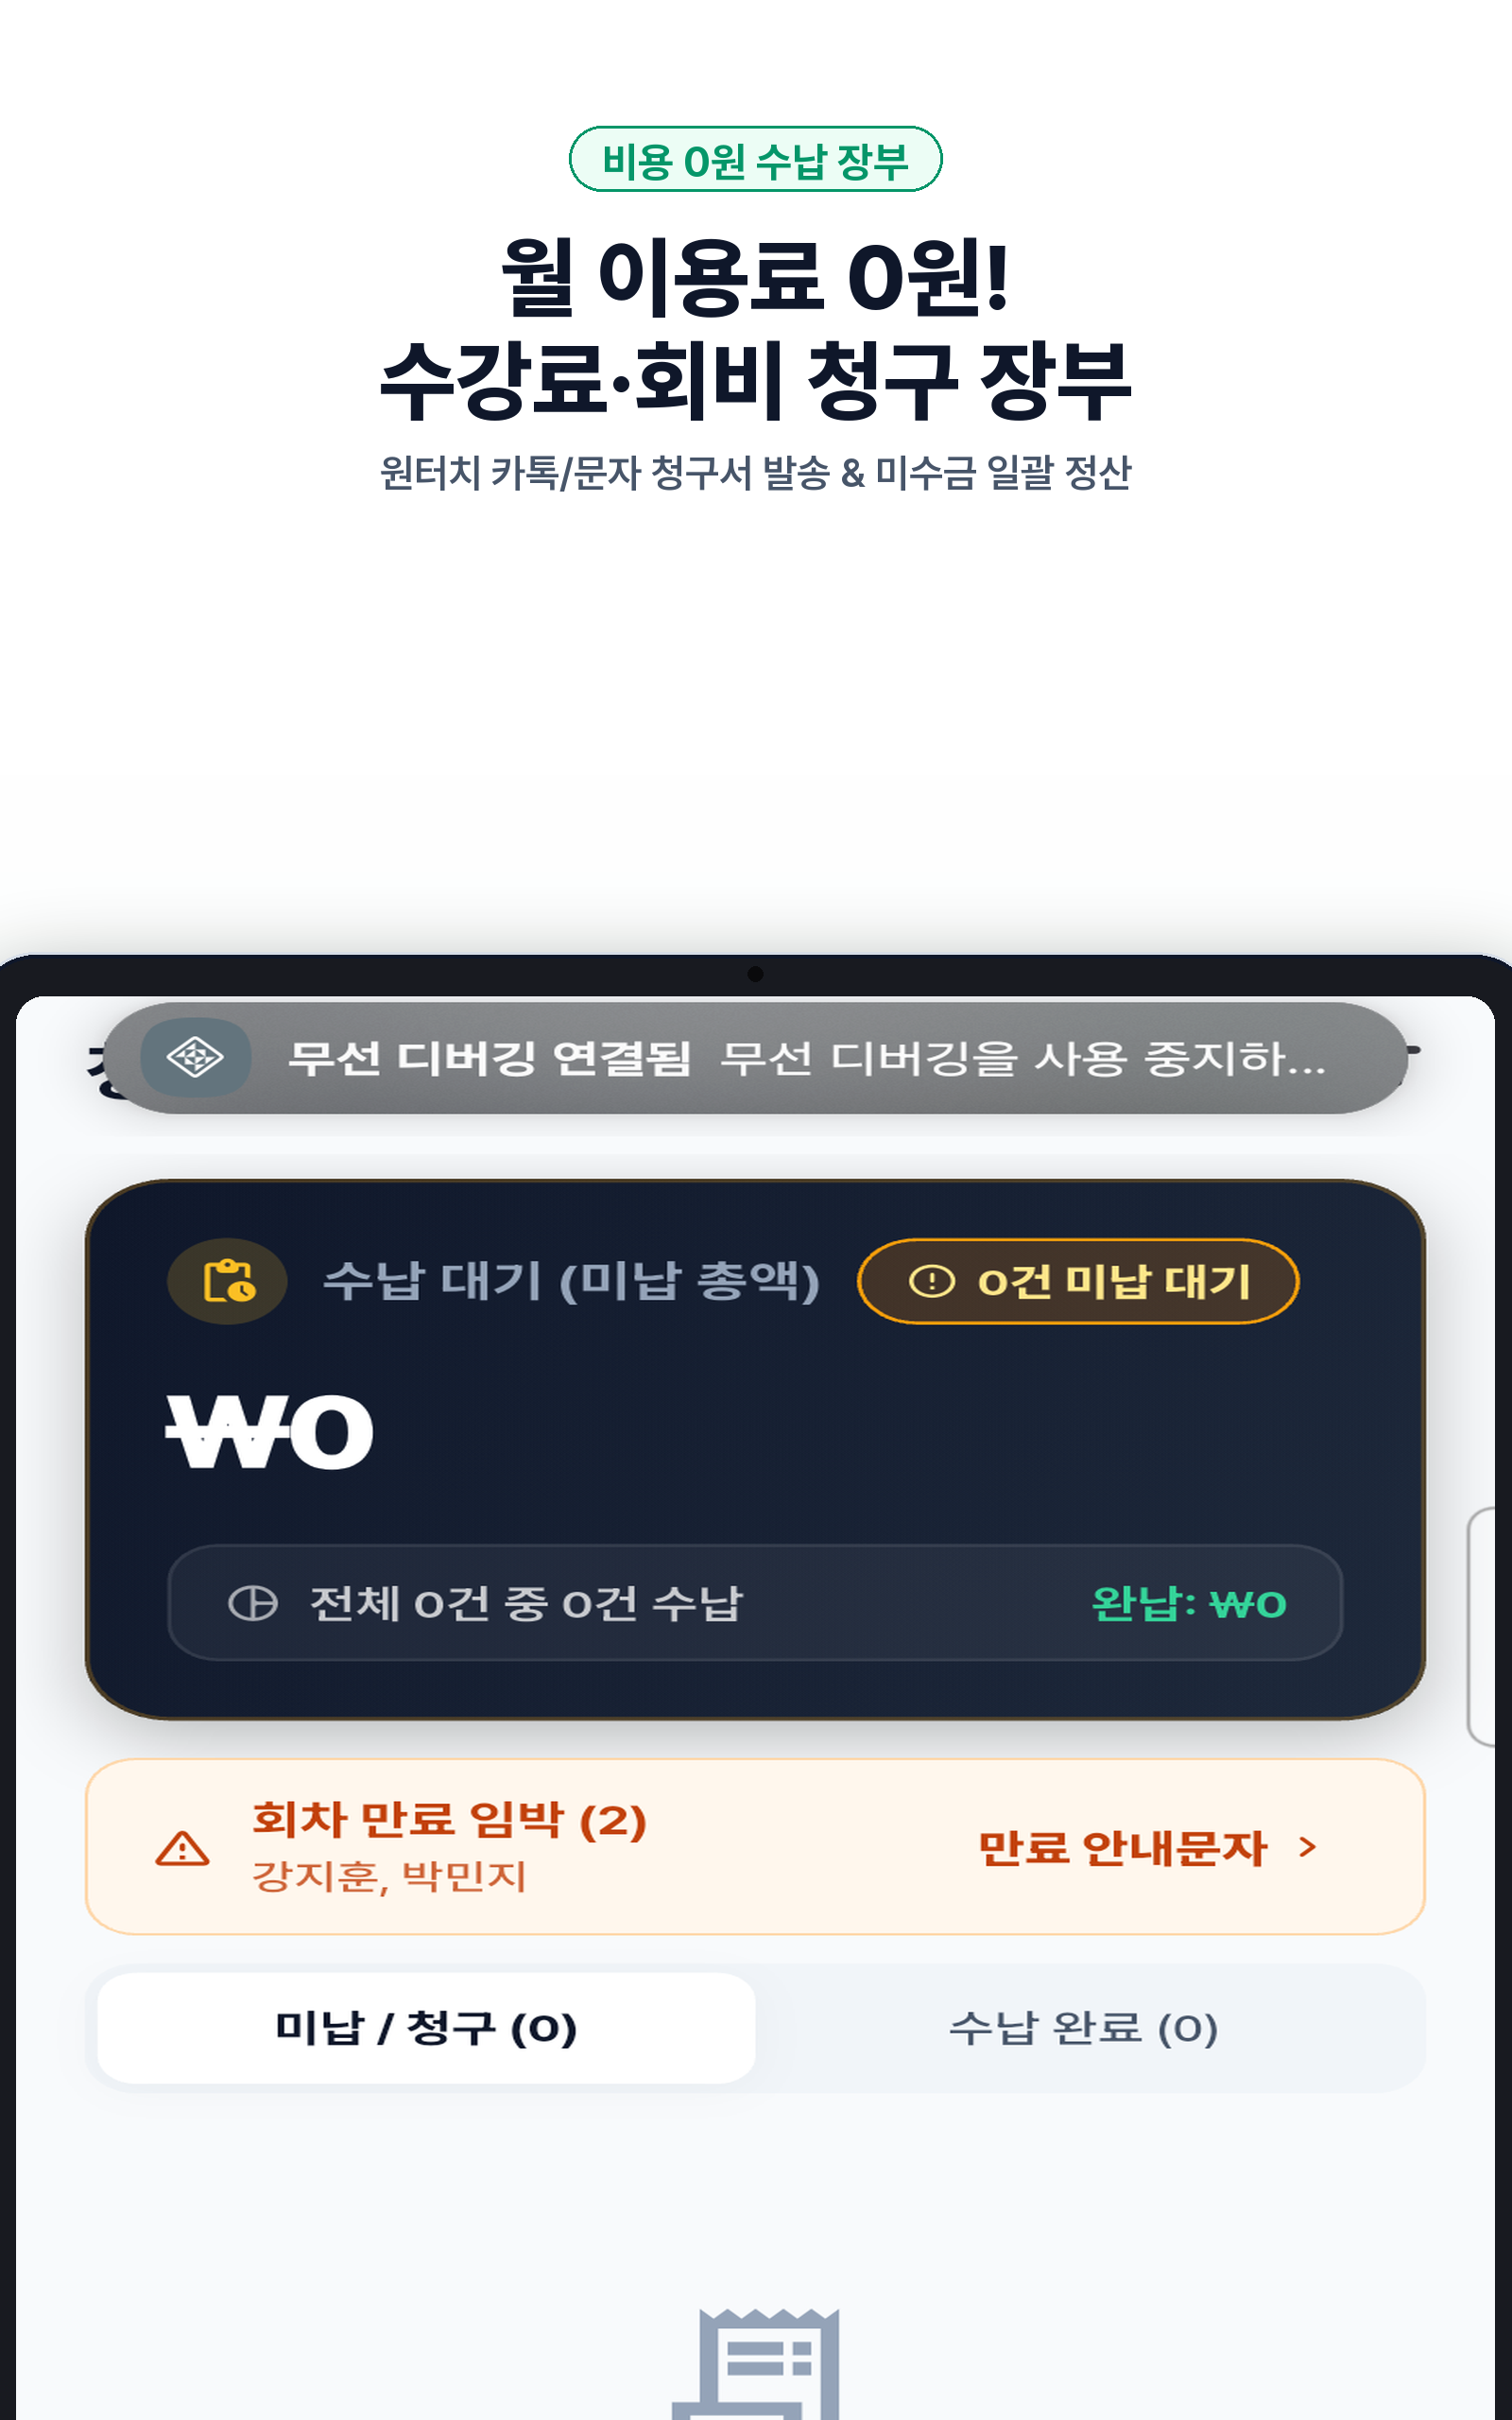 비용 0원 수납 장부
월 이용료 0원!
수강료·회비 청구 장부
원터치 카톡/문자 청구서 발송 & 미수금 일괄 정산
무선 디버깅 연결됨 무선 디버깅을 사용 중지하...
수납 대기 (미납 총액) 0건 미납 대기
₩0
전체 0건 중 0건 수납 완납: ₩0
회차 만료 임박 (2)
강지훈, 박민지
만료 안내문자 >
미납 / 청구 (0) 수납 완료 (0)